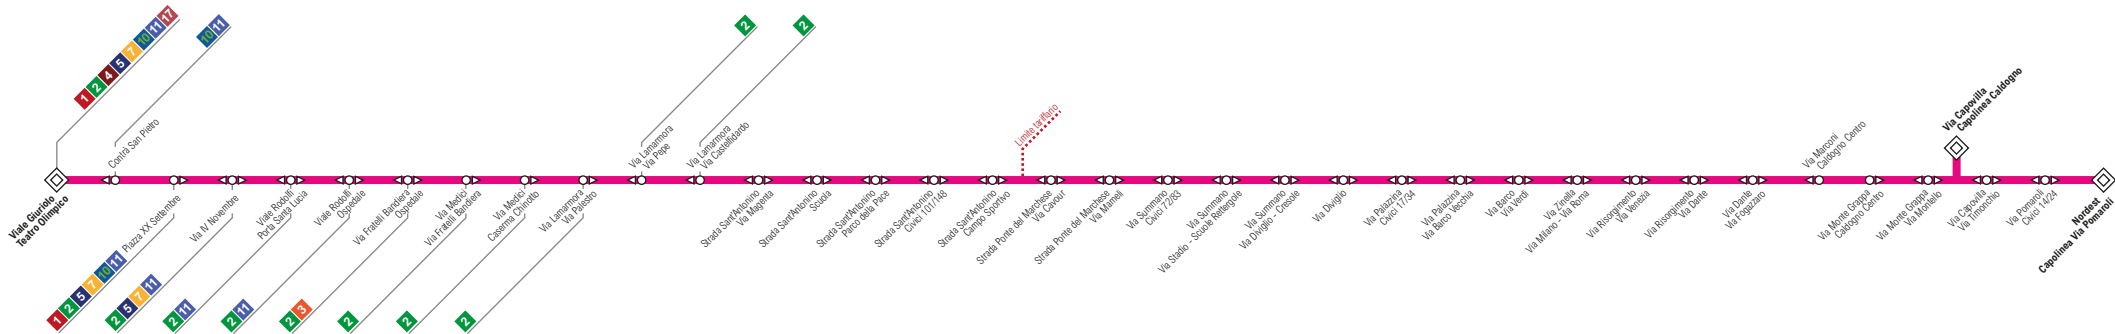 1 2 4 5 7 10 11 17
Viale Giuriolo
Teatro Olimpico
10 11
Contrà San Pietro
1 2 5 7 10 11
Piazza XX Settembre
2 5 7 11
Via IV Novembre
2 11
Viale Rodolfi
Porta Santa Lucia
2 11
Viale Rodolfi
Ospedale
2 3
Via Fratelli Bandiera
Ospedale
2
Via Medici
Via Fratelli Bandiera
2
Via Medici
Caserma Chinotto
2
Via Lamarmora
Via Palestro
2
Via Lamarmora
Via Pepe
2
Via Lamarmora
Via Castelfidardo
Strada Sant'Antonino
Via Magenta
Strada Sant'Antonino
Scuola
Strada Sant'Antonino
Parco della Pace
Strada Sant'Antonino
Civici 101/148
Strada Sant'Antonino
Campo Sportivo
Limite tariffario
Strada Ponte del Marchese
Via Cavour
Strada Ponte del Marchese
Via Mameli
Via Summano
Civici 72/83
Via Summano
Via Stadio - Scuole Rettorgole
Via Summano
Via Diviglio - Cresole
Via Diviglio
Via Palazzina
Civici 17/34
Via Palazzina
Via Barco Vecchia
Via Barco
Via Verdi
Via Zinella
Via Milano - Via Roma
Via Risorgimento
Via Venezia
Via Risorgimento
Via Dante
Via Dante
Via Fogazzaro
Via Marconi
Caldogno Centro
Via Monte Grappa
Caldogno Centro
Via Monte Grappa
Via Montello
Via Capovilla
Capolinea Caldogno
Via Capovilla
Via Timonchio
Via Pomaroli
Civici 14/24
Nordest
Capolinea Via Pomaroli